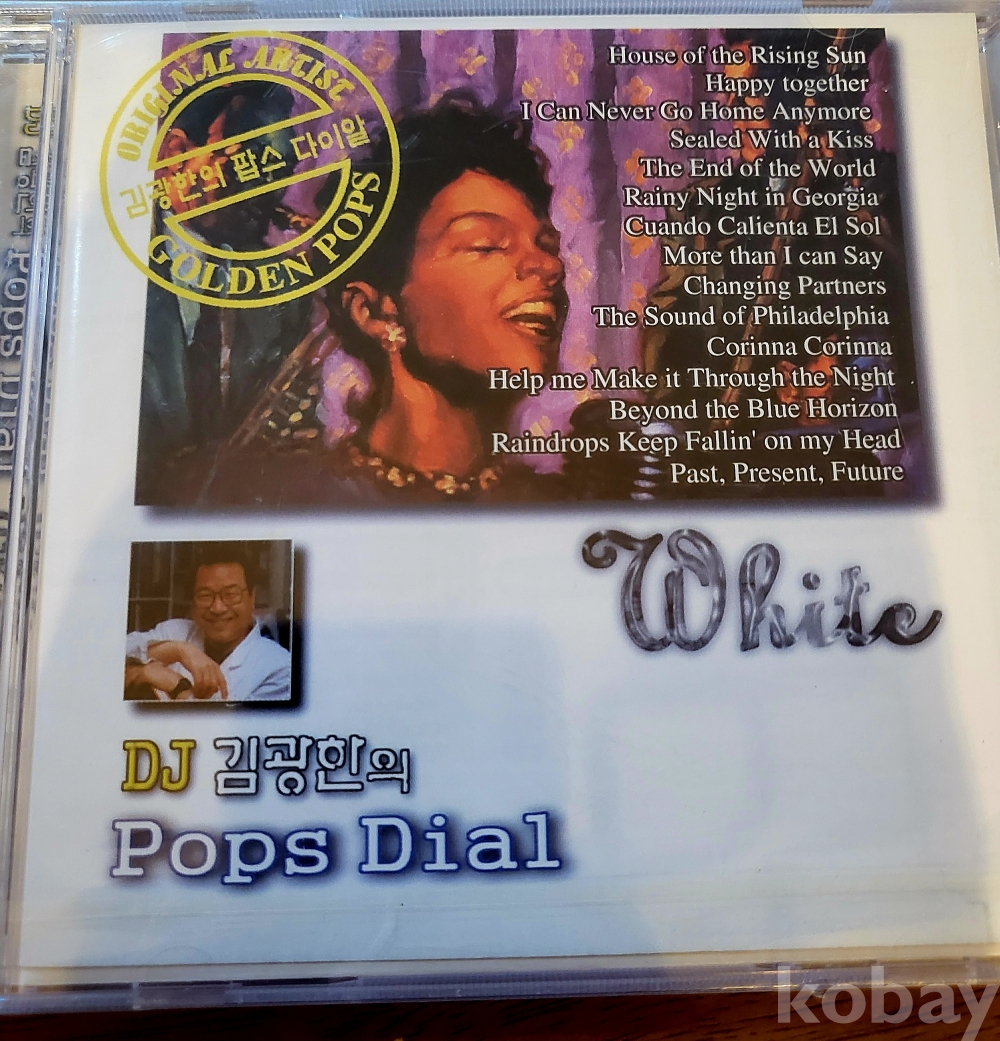 ORIGINAL ARTIST
김광한의 팝스 다이알
GOLDEN POPS
House of the Rising Sun
Happy together
I Can Never Go Home Anymore
Sealed With a Kiss
The End of the World
Rainy Night in Georgia
Cuando Calienta El Sol
More than I can Say
Changing Partners
The Sound of Philadelphia
Corinna Corinna
Help me Make it Through the Night
Beyond the Blue Horizon
Raindrops Keep Fallin' on my Head
Past, Present, Future
White
DJ 김광한의
Pops Dial
kobay